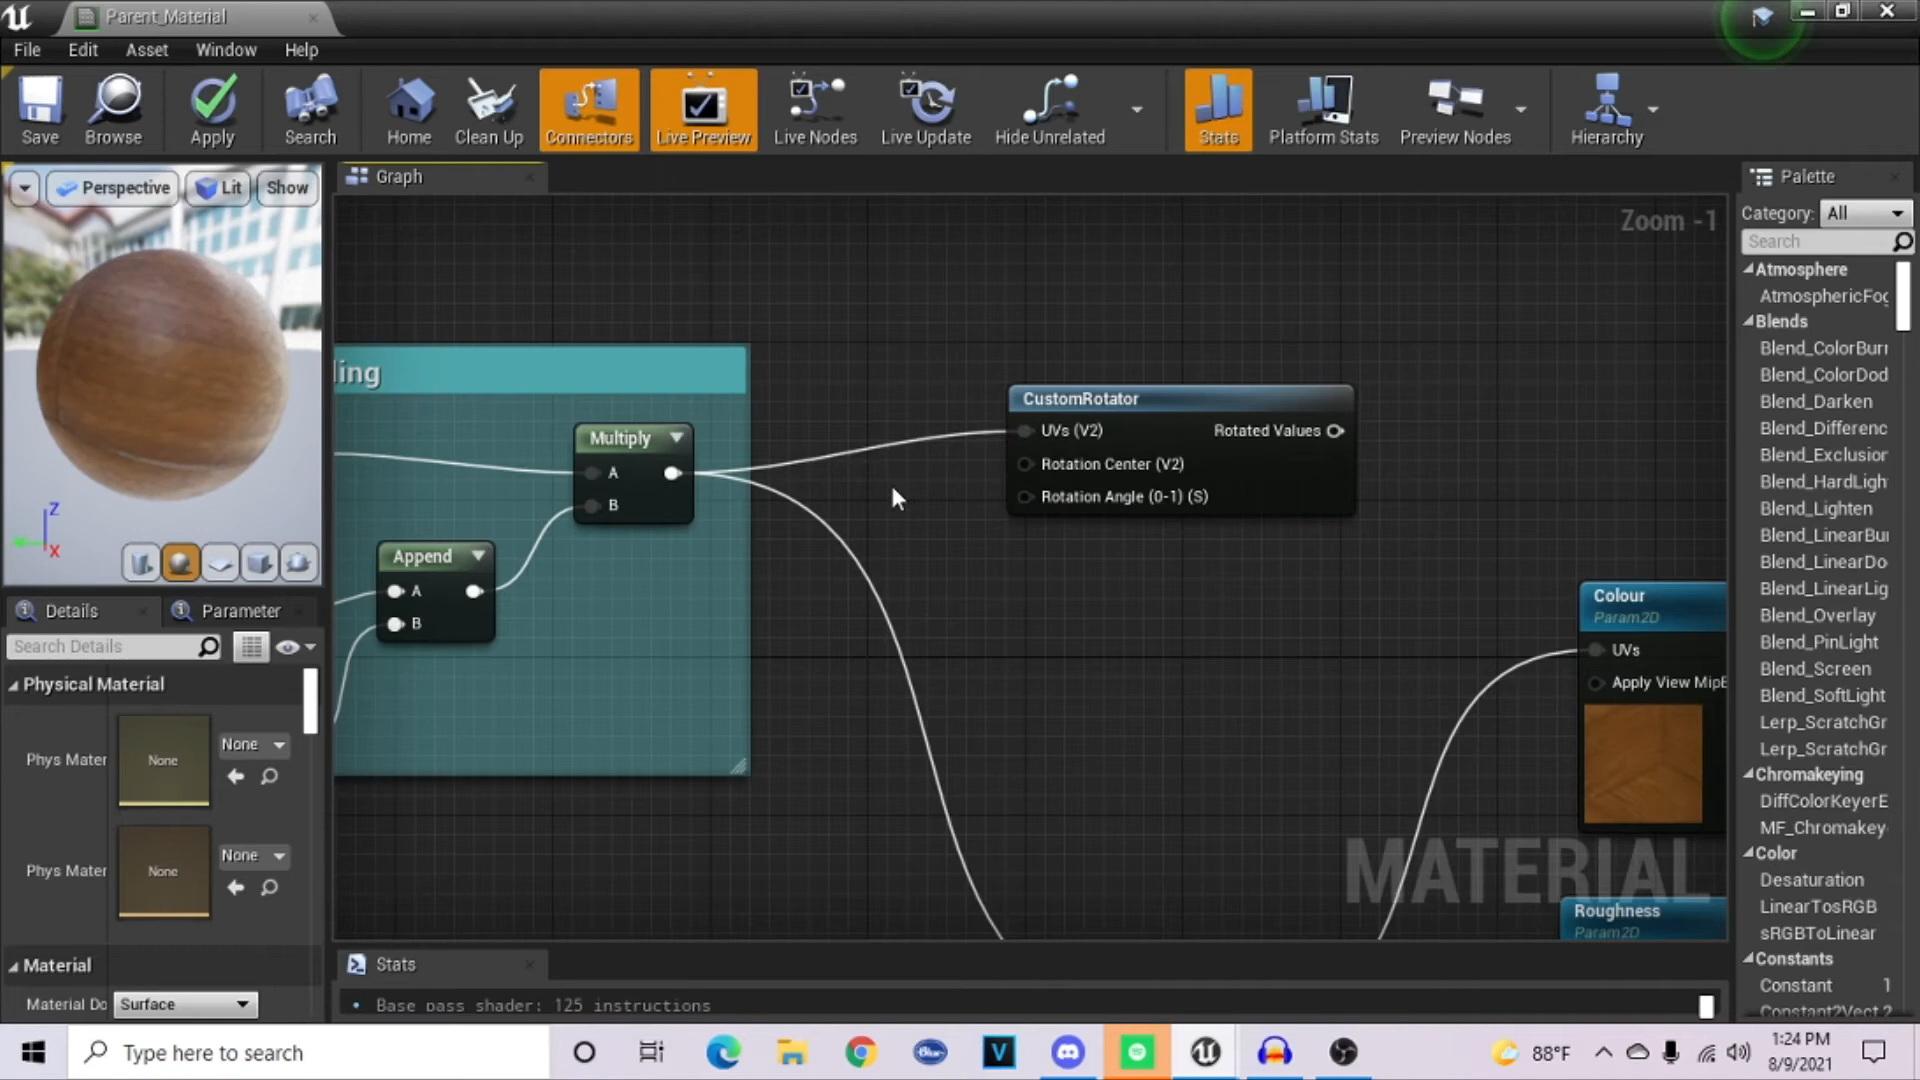 Parent_Material
File Edit Asset Window Help
Save Browse Apply Search Home Clean Up Connectors Live Preview Live Nodes Live Update Hide Unrelated Stats Platform Stats Preview Nodes Hierarchy
Perspective Lit Show
Graph
Palette
Zoom -1
Category: All
Search
Atmosphere
AtmosphericFog
Blends
Blend_ColorBurn
Blend_ColorDod
Blend_Darken
Blend_Differenc
Blend_Exclusion
Blend_HardLigh
Blend_Lighten
Blend_LinearBu
Blend_LinearDo
Blend_LinearLig
Blend_Overlay
Blend_PinLight
Blend_Screen
Blend_SoftLight
Lerp_ScratchGr
Lerp_ScratchGr
Chromakeying
DiffColorKeyerE
MF_Chromakey
Color
Desaturation
LinearTosRGB
sRGBToLinear
Constants
Constant 1
Constant2Vect 2
ling
Multiply
A
B
Append
A
B
CustomRotator
UVs (V2) Rotated Values
Rotation Center (V2)
Rotation Angle (0-1) (S)
Colour
Param2D
UVs
Apply View MipE
Roughness
Param2D
MATERIAL
Z
X
Details Parameter
Search Details
Physical Material
Phys Mater None None
Phys Mater None None
Material
Material Do Surface
Stats
• Base pass shader: 125 instructions
Type here to search
Blue
V
88°F
1:24 PM
8/9/2021